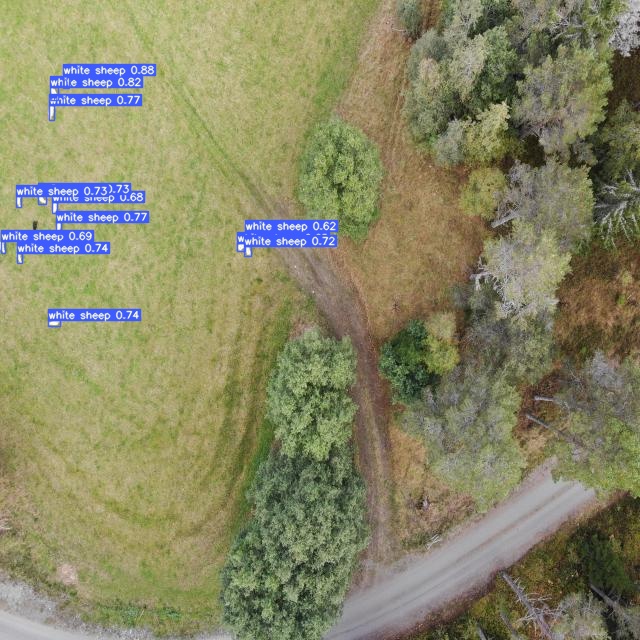 white sheep 0.88
white sheep 0.82
white sheep 0.77
white sheep 0.73
.73
white sheep 0.68
white sheep 0.77
white sheep 0.62
white sheep 0.69
white sheep 0.72
white sheep 0.74
white sheep 0.74